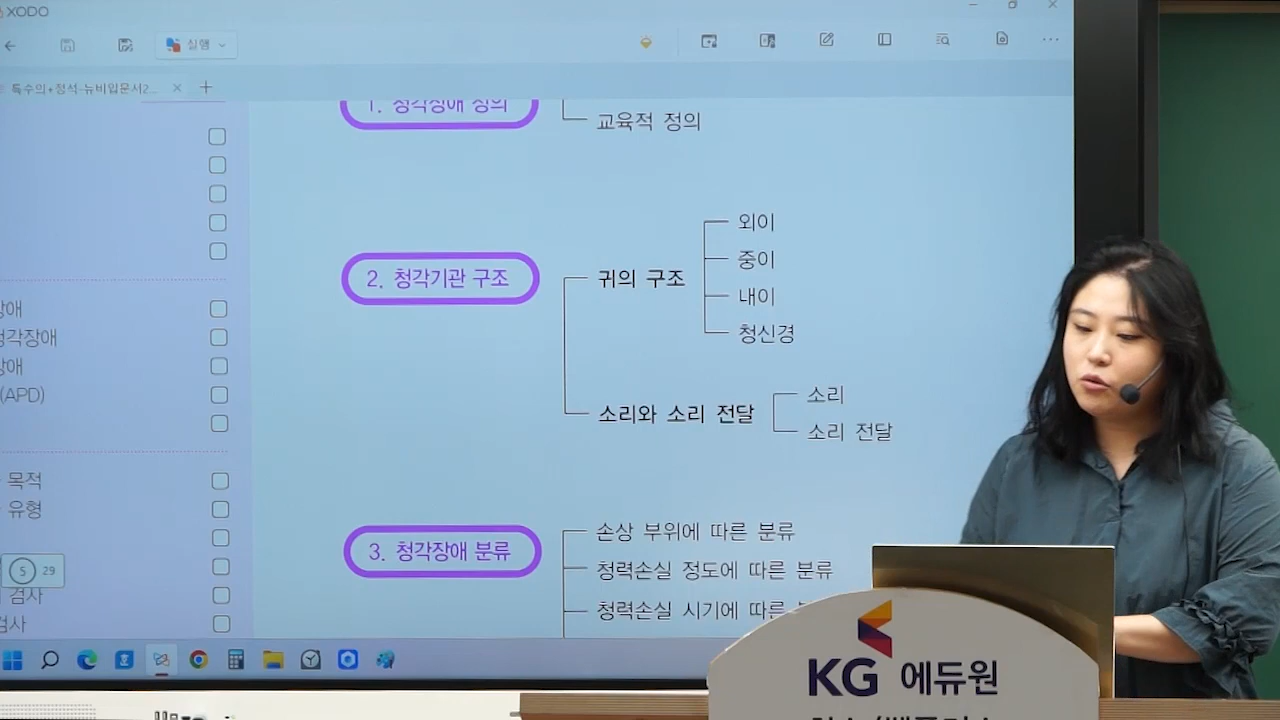 XODO
실행
특수의+정석-뉴비입문서2...
1. 청각장애 정의
교육적 정의
2. 청각기관 구조
귀의 구조
외이
중이
내이
청신경
소리와 소리 전달
소리
소리 전달
3. 청각장애 분류
손상 부위에 따른 분류
청력손실 정도에 따른 분류
청력손실 시기에 따른
장애
청각장애
장애
(APD)
목적
유형
5 29
검사
검사
KG 에듀원